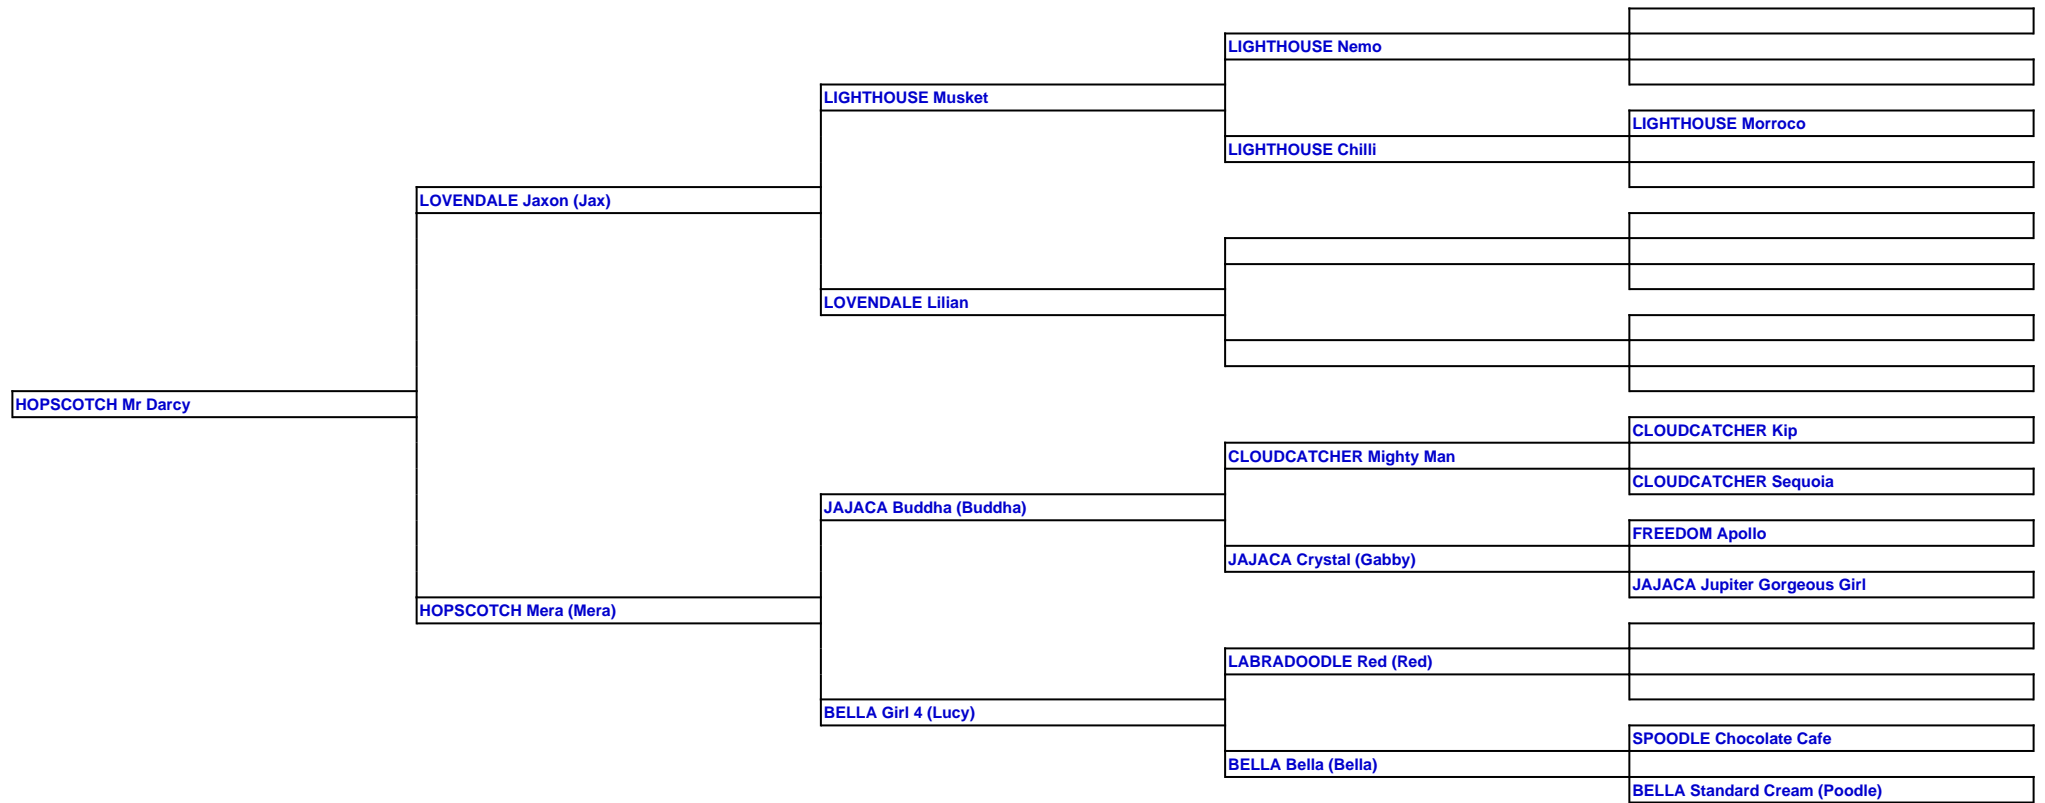 LIGHTHOUSE Nemo
LIGHTHOUSE Musket
LIGHTHOUSE Morroco
LIGHTHOUSE Chilli
LOVENDALE Jaxon (Jax)
LOVENDALE Lilian
HOPSCOTCH Mr Darcy
CLOUDCATCHER Kip
CLOUDCATCHER Mighty Man
CLOUDCATCHER Sequoia
JAJACA Buddha (Buddha)
FREEDOM Apollo
JAJACA Crystal (Gabby)
JAJACA Jupiter Gorgeous Girl
HOPSCOTCH Mera (Mera)
LABRADOODLE Red (Red)
BELLA Girl 4 (Lucy)
SPOODLE Chocolate Cafe
BELLA Bella (Bella)
BELLA Standard Cream (Poodle)